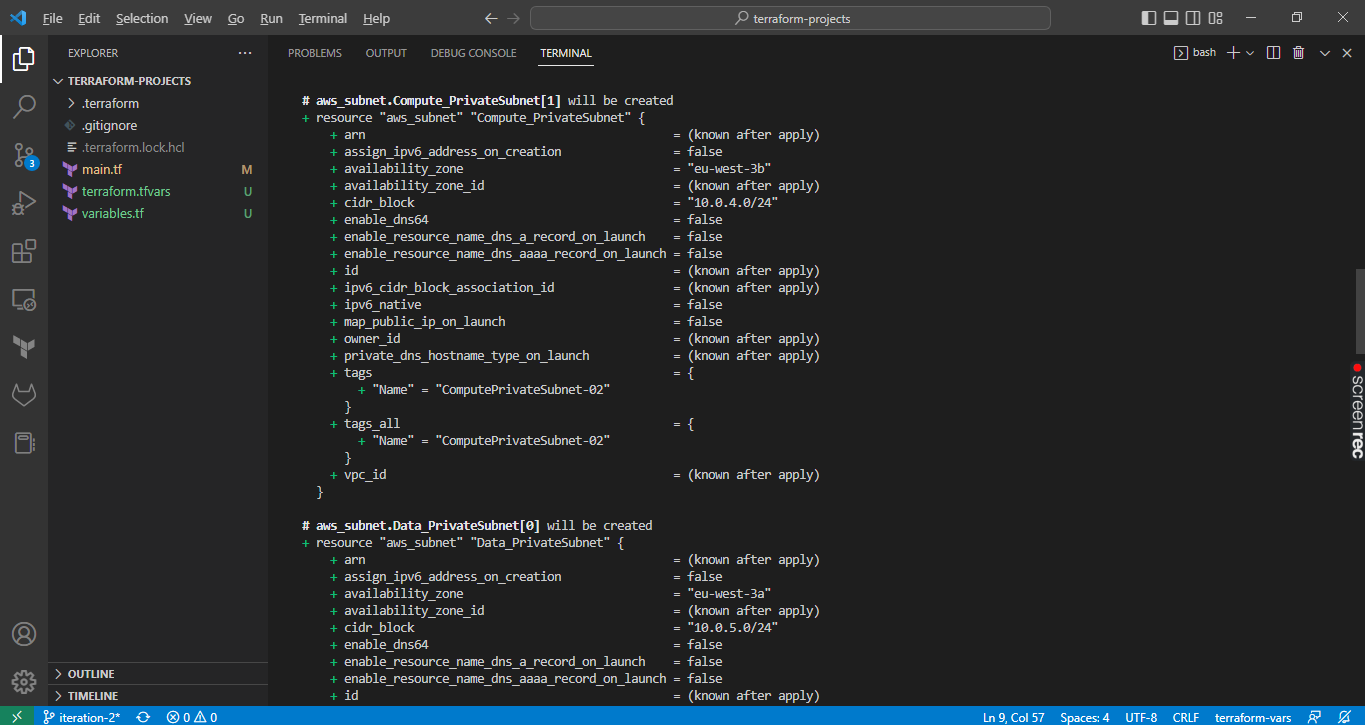 File Edit Selection View Go Run Terminal Help
terraform-projects
EXPLORER
TERRAFORM-PROJECTS
.terraform
.gitignore
.terraform.lock.hcl
main.tf M
terraform.tfvars U
variables.tf U
3
OUTLINE
TIMELINE
PROBLEMS OUTPUT DEBUG CONSOLE TERMINAL
bash
# aws_subnet.Compute_PrivateSubnet[1] will be created
+ resource "aws_subnet" "Compute_PrivateSubnet" {
+ arn = (known after apply)
+ assign_ipv6_address_on_creation = false
+ availability_zone = "eu-west-3b"
+ availability_zone_id = (known after apply)
+ cidr_block = "10.0.4.0/24"
+ enable_dns64 = false
+ enable_resource_name_dns_a_record_on_launch = false
+ enable_resource_name_dns_aaaa_record_on_launch = false
+ id = (known after apply)
+ ipv6_cidr_block_association_id = (known after apply)
+ ipv6_native = false
+ map_public_ip_on_launch = false
+ owner_id = (known after apply)
+ private_dns_hostname_type_on_launch = (known after apply)
+ tags = {
+ "Name" = "ComputePrivateSubnet-02"
}
+ tags_all = {
+ "Name" = "ComputePrivateSubnet-02"
}
+ vpc_id = (known after apply)
}
# aws_subnet.Data_PrivateSubnet[0] will be created
+ resource "aws_subnet" "Data_PrivateSubnet" {
+ arn = (known after apply)
+ assign_ipv6_address_on_creation = false
+ availability_zone = "eu-west-3a"
+ availability_zone_id = (known after apply)
+ cidr_block = "10.0.5.0/24"
+ enable_dns64 = false
+ enable_resource_name_dns_a_record_on_launch = false
+ enable_resource_name_dns_aaaa_record_on_launch = false
+ id = (known after apply)
screenrec
iteration-2* 0 0 Ln 9, Col 57 Spaces: 4 UTF-8 CRLF terraform-vars